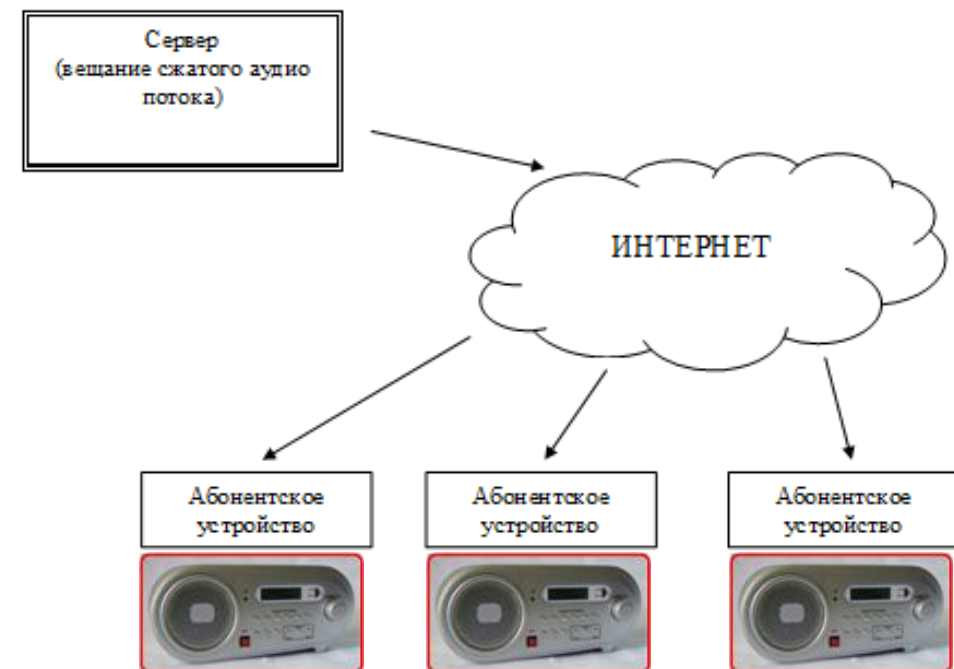 Сервер
(вещание сжатого аудио
потока)
ИНТЕРНЕТ
Абонентское
устройство
Абонентское
устройство
Абонентское
устройство